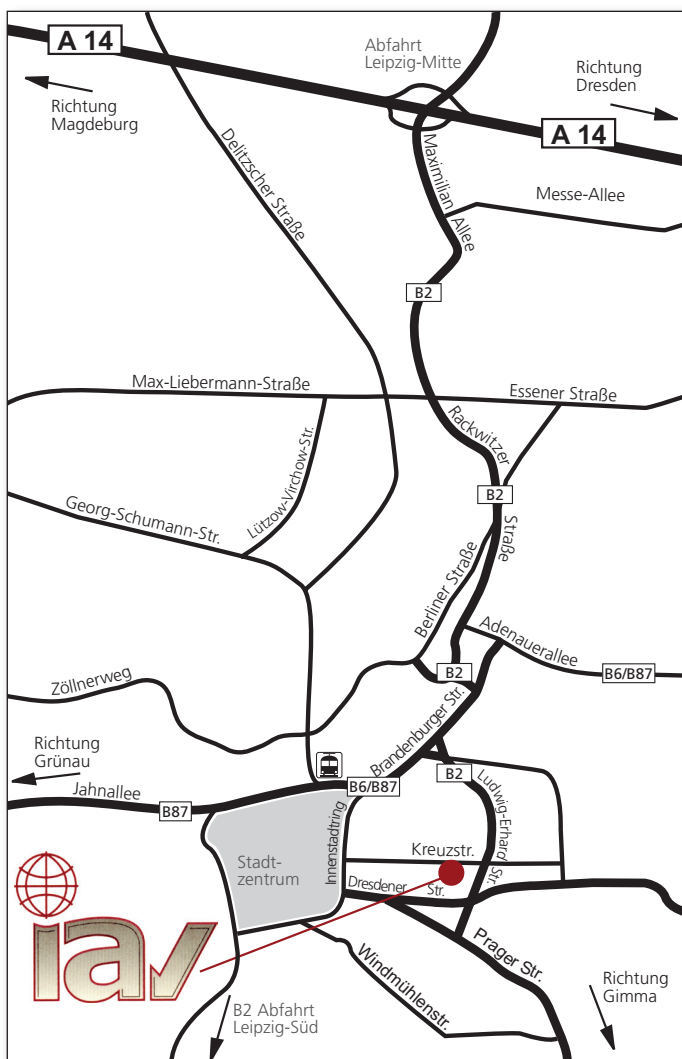 A 14
Abfahrt
Leipzig-Mitte
Richtung
Dresden
Richtung
Magdeburg
A 14
Delitzscher Straße
Maximilian Allee
Messe-Allee
B2
Max-Liebermann-Straße
Essener Straße
Rackwitzer
Lützow-Virchow-Str.
B2
Georg-Schumann-Str.
Straße
Berliner Straße
Adenauerallee
B2
B6/B87
Zöllnerweg
Brandenburger Str.
Richtung
Grünau
B2
Jahnallee
B6/B87
B87
Ludwig-Erhard Str.
Innenstadtring
Kreuzstr.
Stadt-
zentrum
Dresdener Str.
iav
Prager Str.
Windmühlenstr.
Richtung
Gimma
B2 Abfahrt
Leipzig-Süd